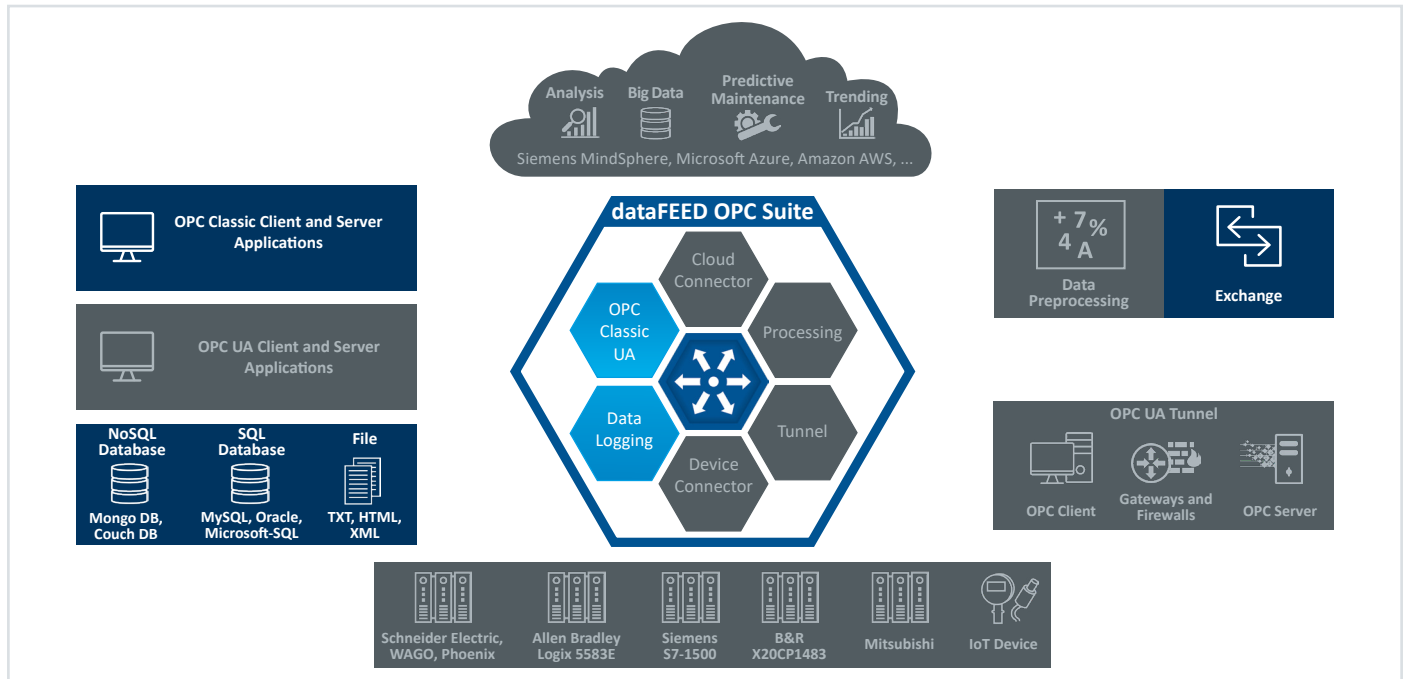 Analysis
Big Data
Predictive
Maintenance
Trending
Siemens MindSphere, Microsoft Azure, Amazon AWS, ...
OPC Classic Client and Server
Applications
OPC UA Client and Server
Applications
NoSQL
Database
Mongo DB,
Couch DB
SQL
Database
MySQL, Oracle,
Microsoft-SQL
File
TXT, HTML,
XML
dataFEED OPC Suite
Cloud
Connector
OPC
Classic
UA
Processing
Data
Logging
Tunnel
Device
Connector
+ 7%
4 A
Data
Preprocessing
Exchange
OPC UA Tunnel
OPC Client
Gateways and
Firewalls
OPC Server
Schneider Electric,
WAGO, Phoenix
Allen Bradley
Logix 5583E
Siemens
S7-1500
B&R
X20CP1483
Mitsubishi
IoT Device